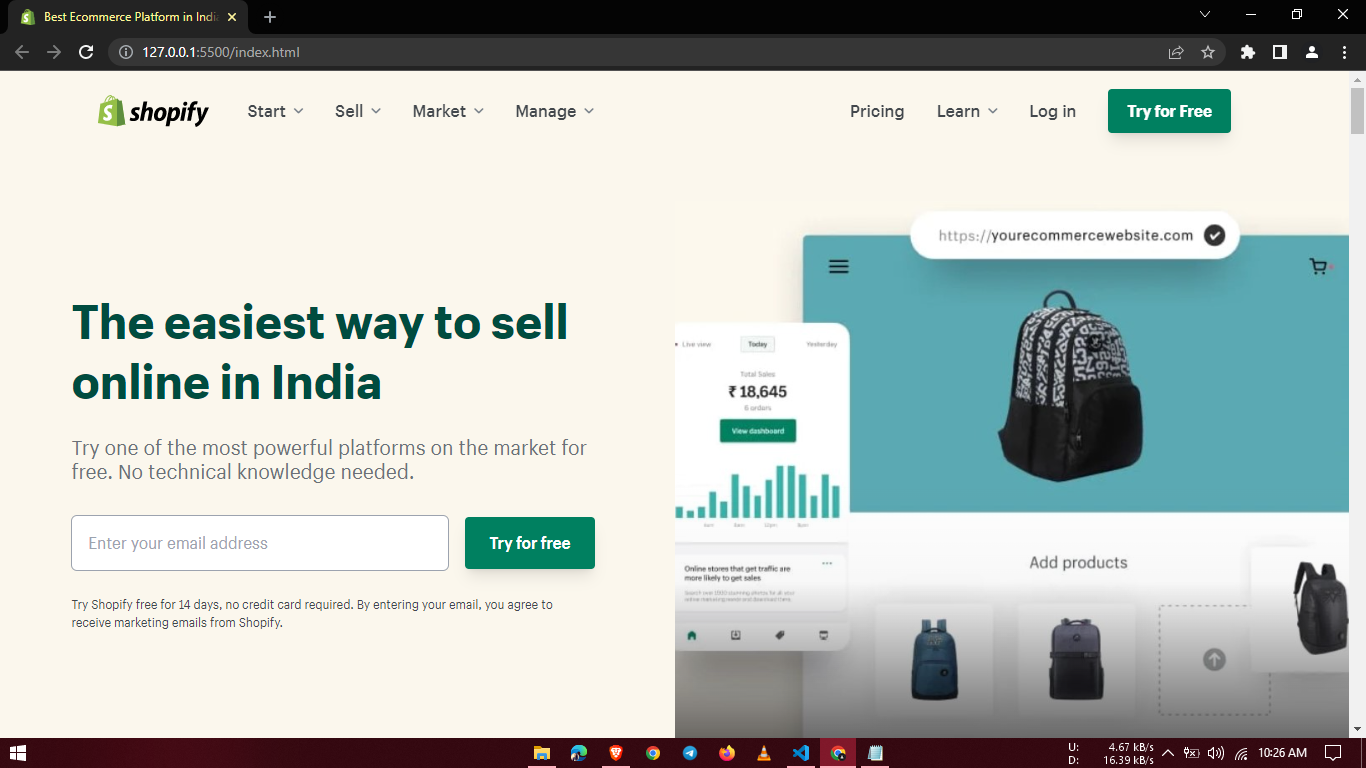 Best Ecommerce Platform in India
127.0.0.1:5500/index.html
shopify
Start
Sell
Market
Manage
Pricing
Learn
Log in
Try for Free
The easiest way to sell
online in India
Try one of the most powerful platforms on the market for
free. No technical knowledge needed.
Enter your email address
Try for free
Try Shopify free for 14 days, no credit card required. By entering your email, you agree to
receive marketing emails from Shopify.
https://yourecommercewebsite.com
Live view
Today
Yesterday
Total Sales
₹ 18,645
6 orders
View dashboard
Online stores that get traffic are
more likely to get sales
Add products
U: 4.67 kB/s
D: 16.39 kB/s
10:26 AM